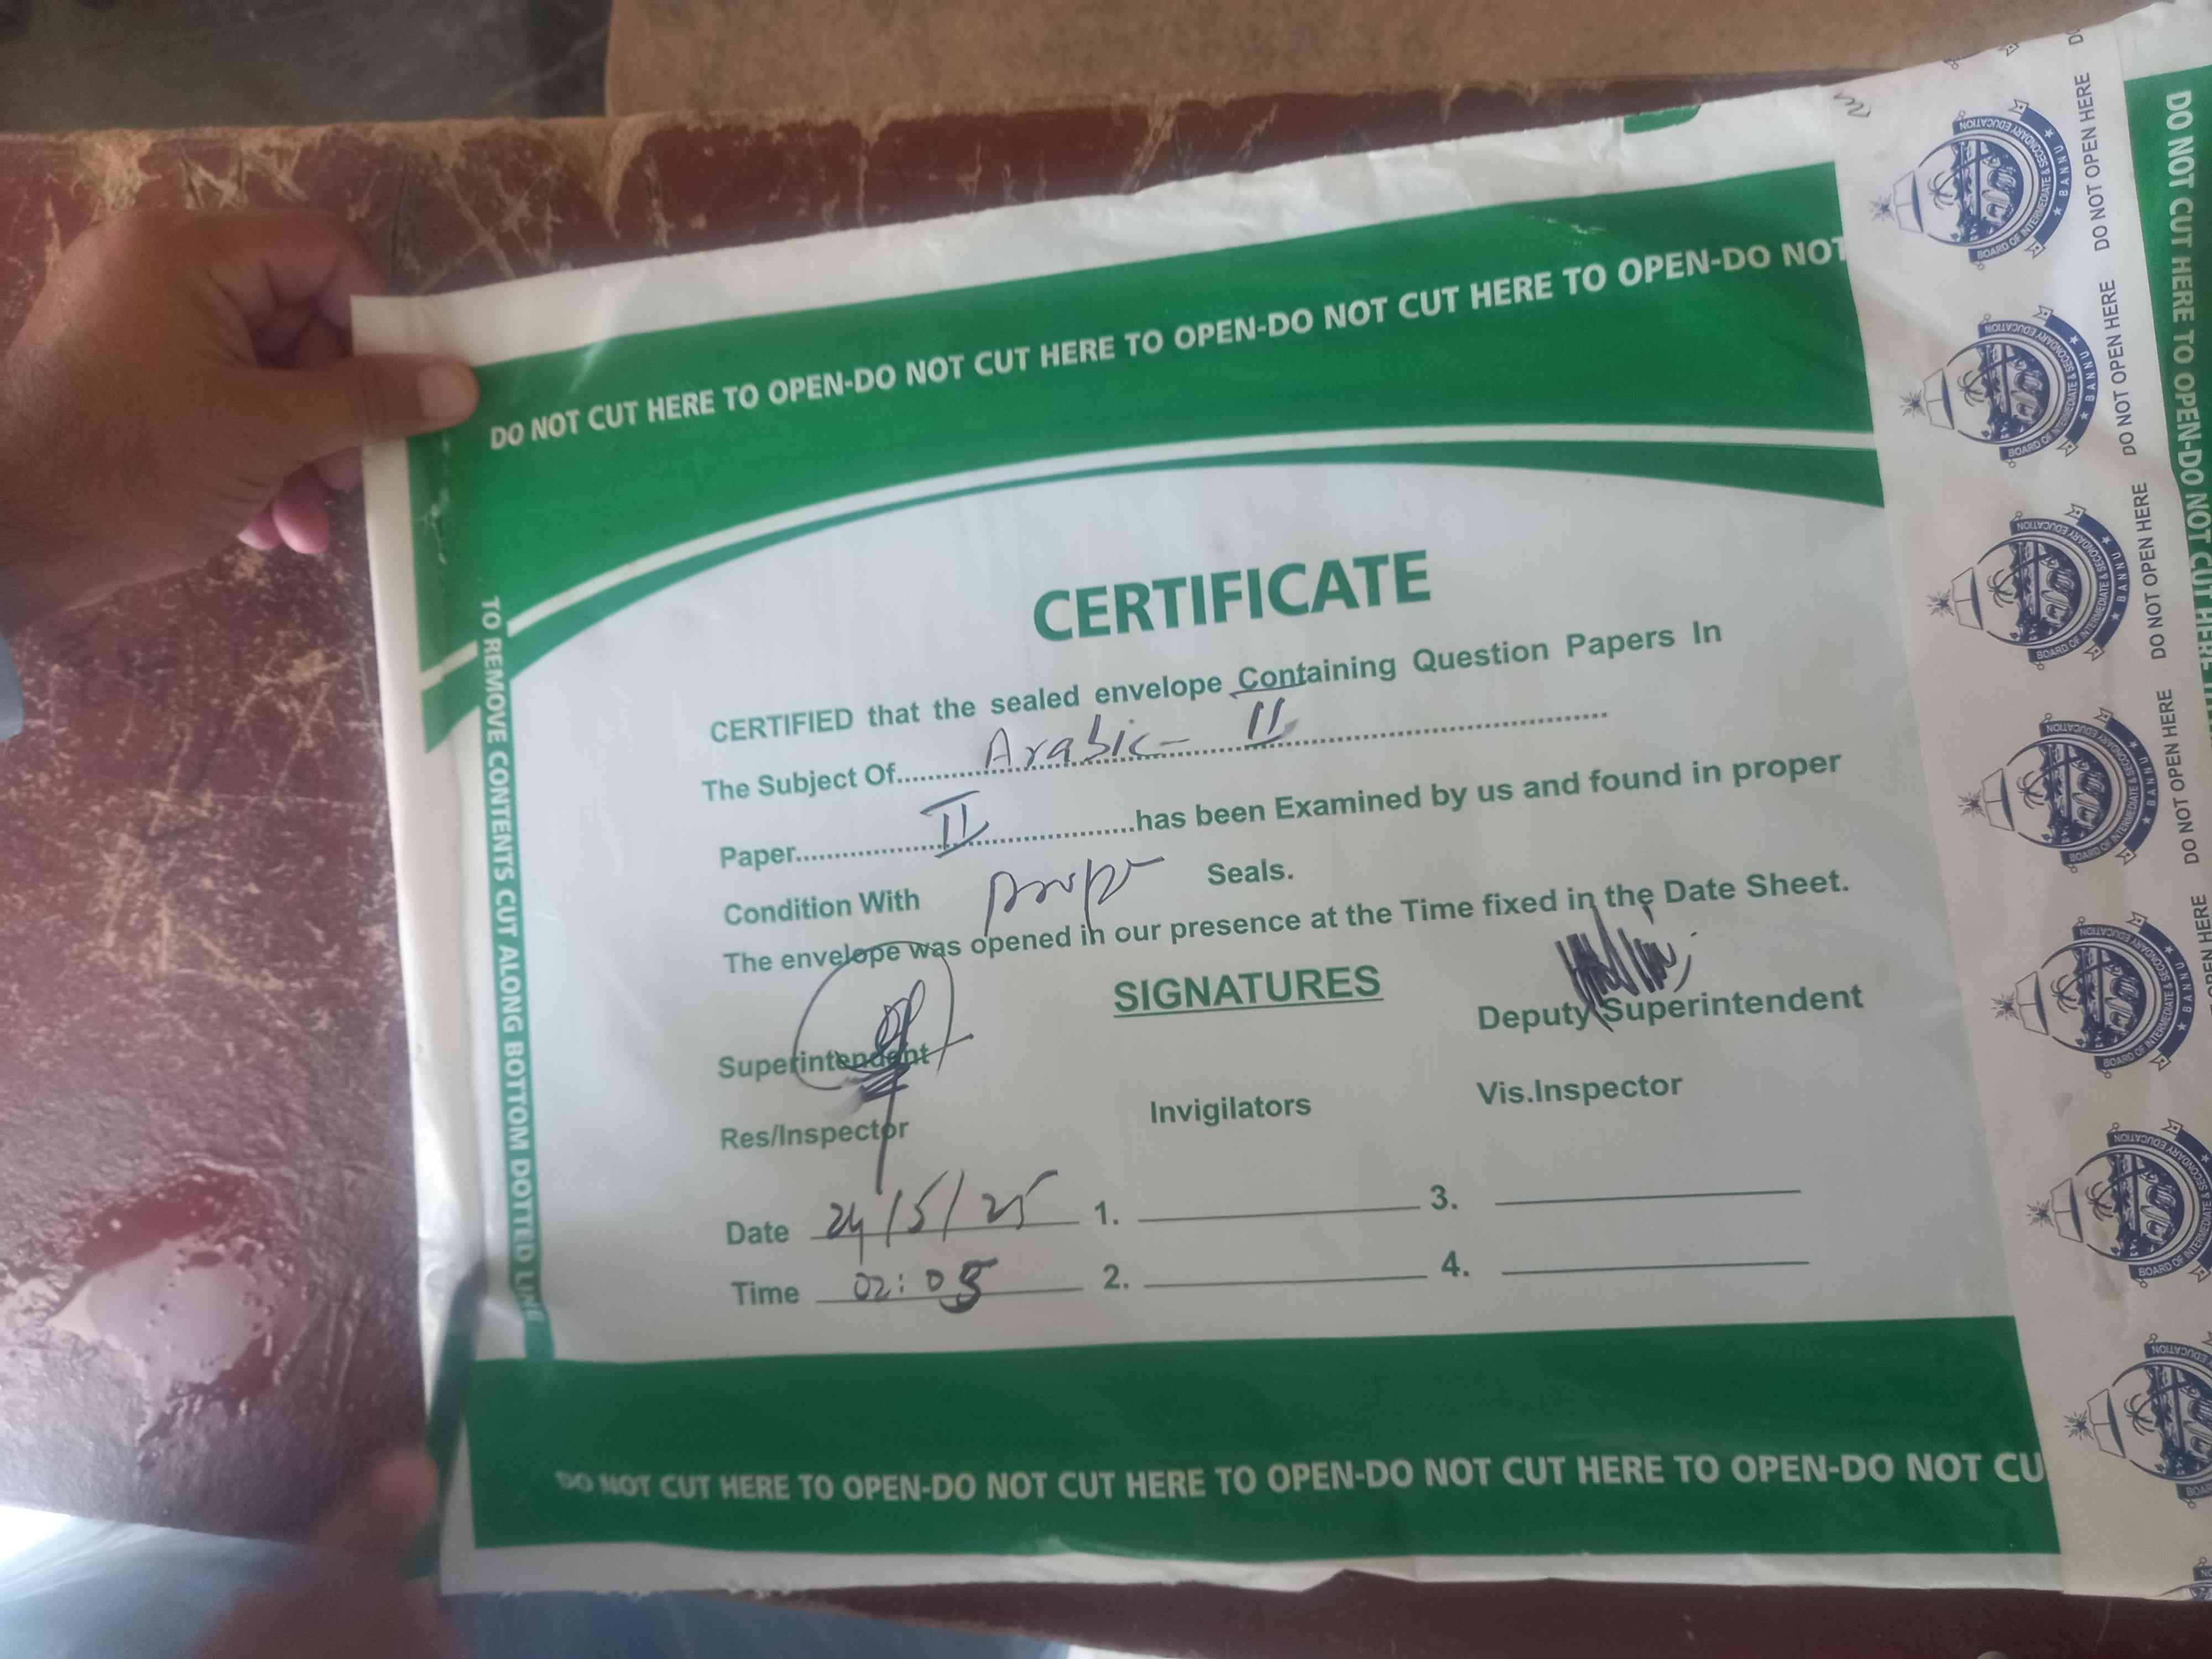 DO NOT CUT HERE TO OPEN-DO NOT CUT HERE TO OPEN-DO NOT CUT HERE TO OPEN-DO NOT
CERTIFICATE
CERTIFIED that the sealed envelope Containing Question Papers In
The Subject Of Arabic- II
Paper II has been Examined by us and found in proper
Condition With proper Seals.
The envelope was opened in our presence at the Time fixed in the Date Sheet.
SIGNATURES
Superintendent
Deputy Superintendent
Res/Inspector
Invigilators
Vis.Inspector
Date 24/5/25 1. 3.
Time 02:05 2. 4.
DO NOT CUT HERE TO OPEN-DO NOT CUT HERE TO OPEN-DO NOT CUT HERE TO OPEN-DO NOT CU
TO REMOVE CONTENTS CUT ALONG BOTTOM DOTTED LINE
BOARD OF INTERMEDIATE & SECONDARY EDUCATION
★ BANNU ★
DO NOT OPEN HERE DO NOT OPEN HERE DO NOT OPEN HERE DO NOT OPEN HERE OPEN HERE
DO NOT CUT HERE TO OPEN-DO NOT CUT HERE